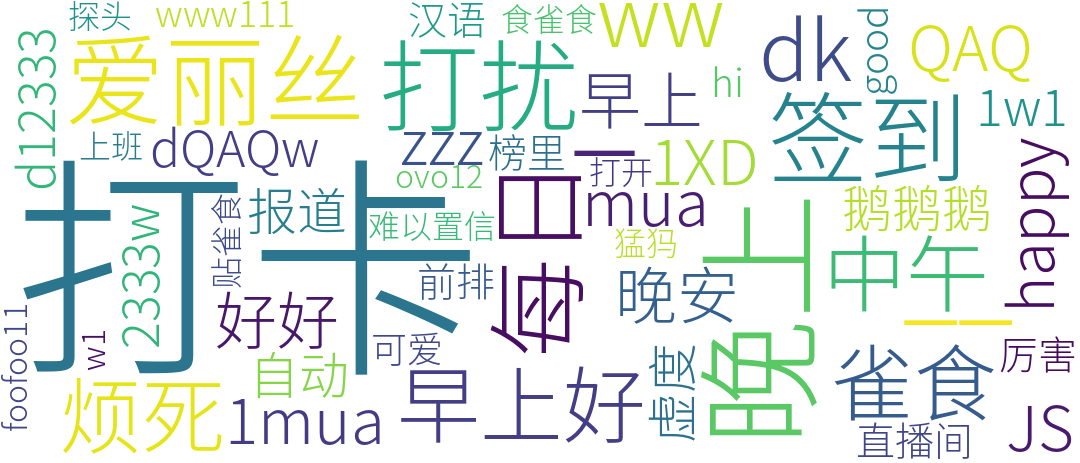 探头
www111
汉语
食雀食
ww
dk
good
QAQ
d12333
爱丽丝
打扰
早上
hi
签到
1w1
上班
dQAQw
zzz
榜里
一
打开
1XD
happy
ovo12
打卡
贴雀食
报道
难以置信
每日
mua
猛犸
晚上
鹅鹅鹅
2333w
前排
晚安
中午
一一
foofoo11
w1
好好
可爱
自动
早上好
虚度
雀食
厉害
烦死
1mua
直播间
JS